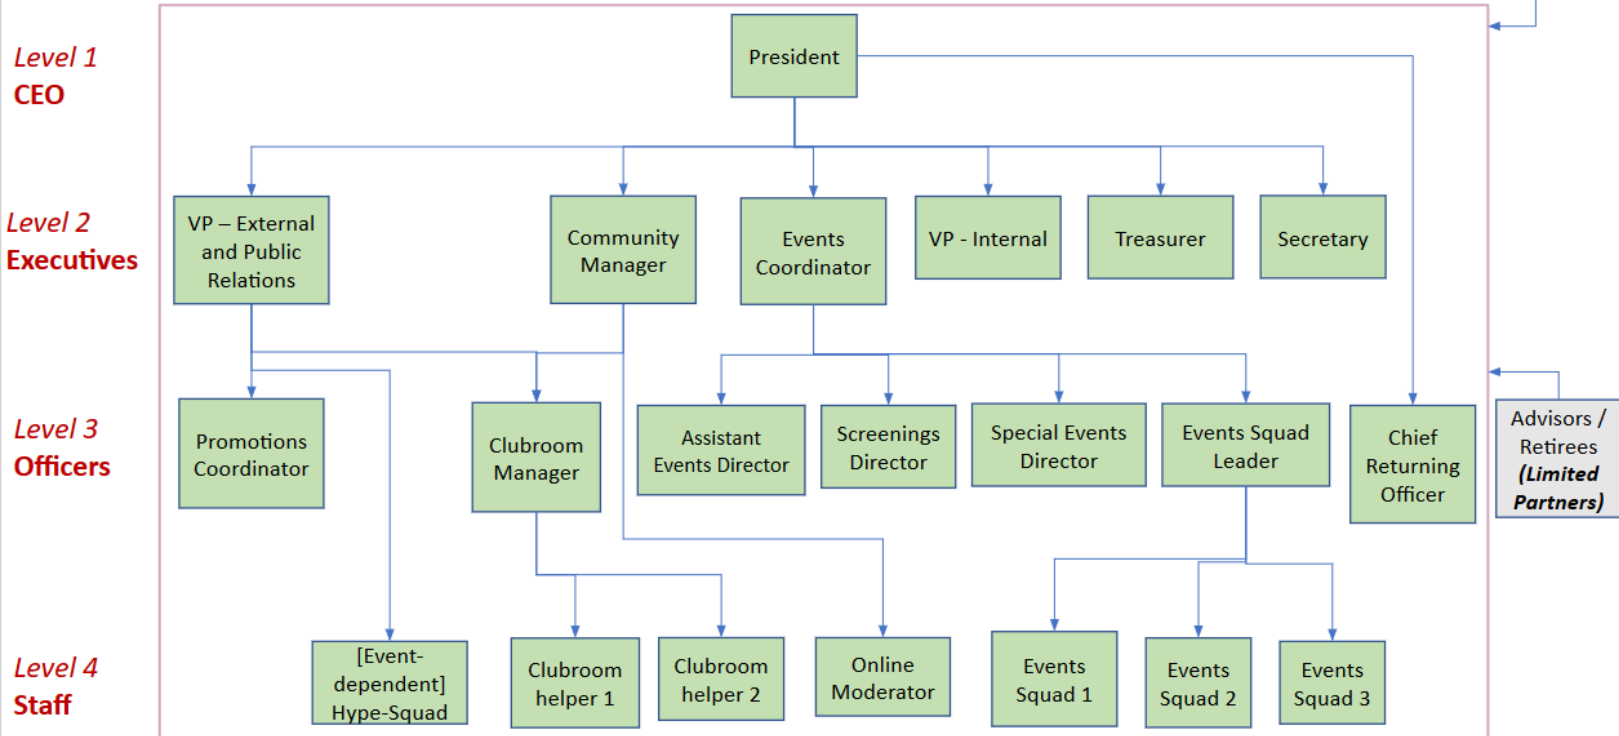 Level 1
CEO
President
Level 2
Executives
VP – External
and Public
Relations
Community
Manager
Events
Coordinator
VP - Internal
Treasurer
Secretary
Level 3
Officers
Promotions
Coordinator
Clubroom
Manager
Assistant
Events Director
Screenings
Director
Special Events
Director
Events Squad
Leader
Chief
Returning
Officer
Advisors /
Retirees
(Limited
Partners)
Level 4
Staff
[Event-
dependent]
Hype-Squad
Clubroom
helper 1
Clubroom
helper 2
Online
Moderator
Events
Squad 1
Events
Squad 2
Events
Squad 3